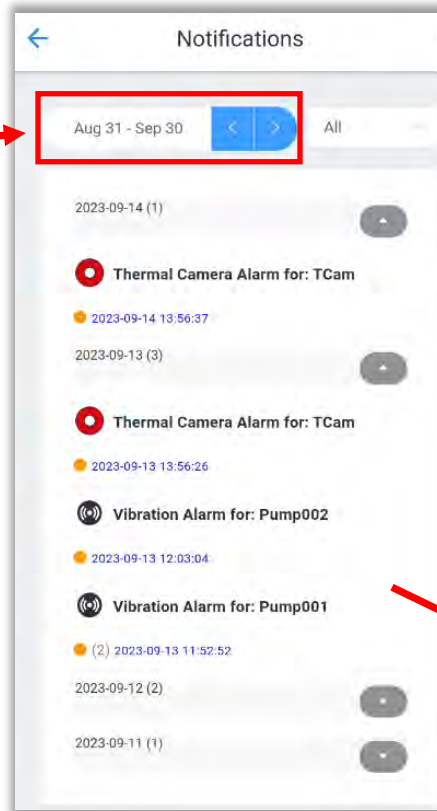 Notifications
Aug 31 - Sep 30
All
2023-09-14 (1)
Thermal Camera Alarm for: TCam
2023-09-14 13:56:37
2023-09-13 (3)
Thermal Camera Alarm for: TCam
2023-09-13 13:56:26
Vibration Alarm for: Pump002
2023-09-13 12:03:04
Vibration Alarm for: Pump001
(2) 2023-09-13 11:52:52
2023-09-12 (2)
2023-09-11 (1)